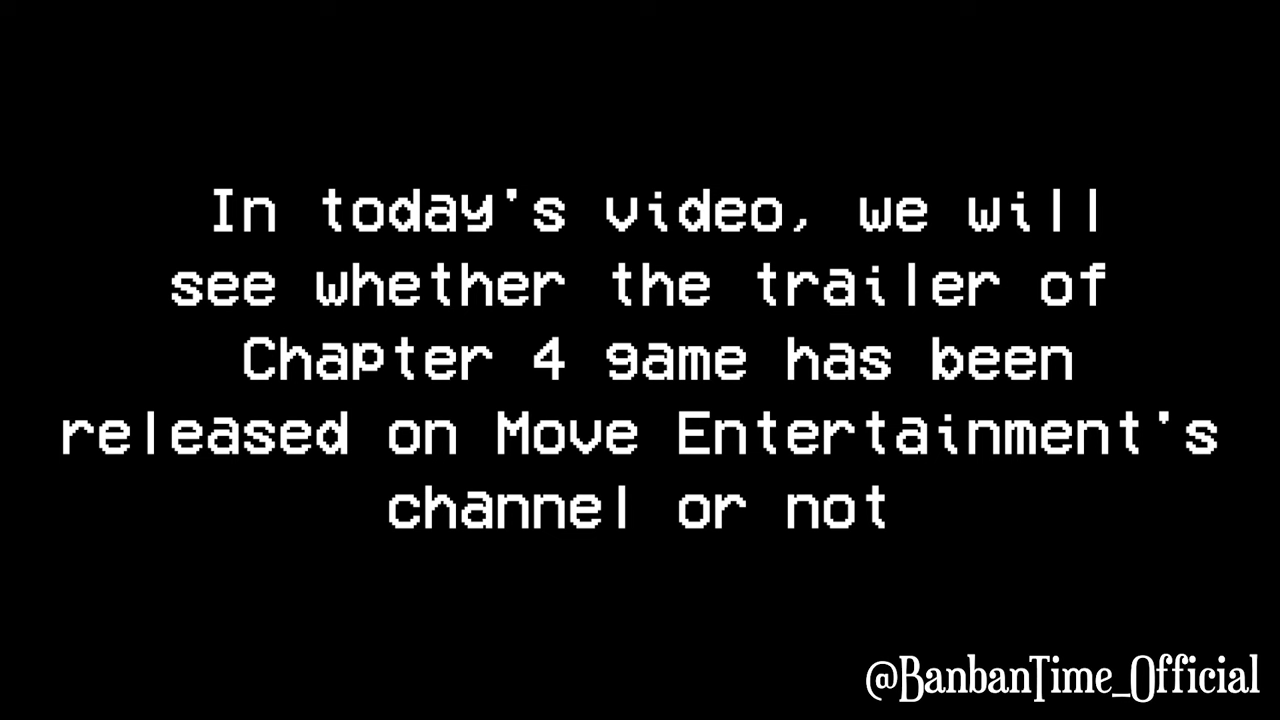 In today's video, we will
see whether the trailer of
Chapter 4 game has been
released on Move Entertainment's
channel or not
@BanbanTime_Official